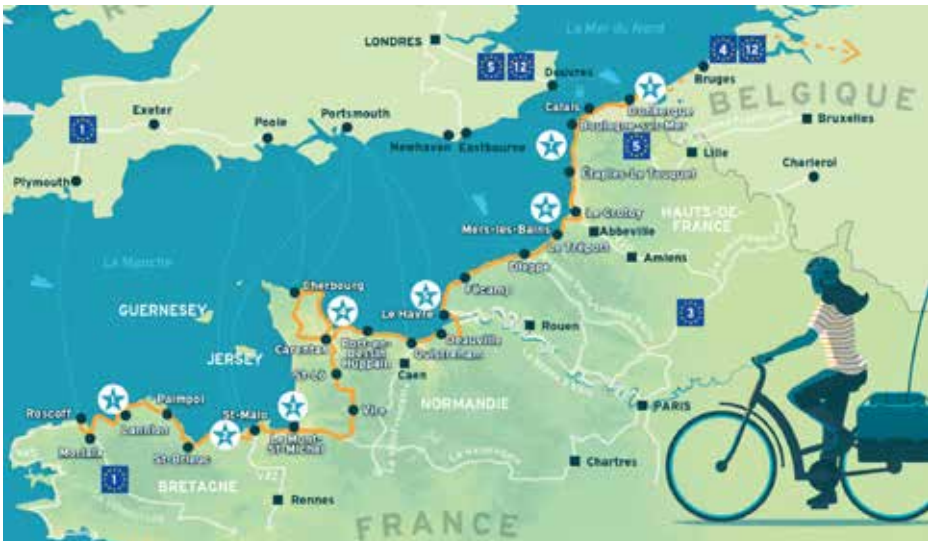 La Mer du Nord
LONDRES
5
12
4
12
Douvres
Bruges
BELGIQUE
Calais
Dunkerque
Boulogne-sur-Mer
Bruxelles
1
Exeter
Poole
Portsmouth
Newhaven
Eastbourne
5
Lille
Charleroi
Plymouth
Étaples-Le Touquet
Le Crotoy
HAUTS-DE-
FRANCE
Mers-les-Bains
Abbeville
Le Tréport
Amiens
Dieppe
La Manche
Cherbourg
Fécamp
GUERNESEY
Le Havre
3
Rouen
JERSEY
Carentan
Port-en-
Bessin
Huppain
Deauville
Ouistreham
Caen
St-Lô
NORMANDIE
PARIS
Roscoff
Paimpol
St-Malo
Vire
Lannion
Le Mont-
St-Michel
Morlaix
St-Brieuc
Chartres
1
BRETAGNE
Rennes
FRANCE